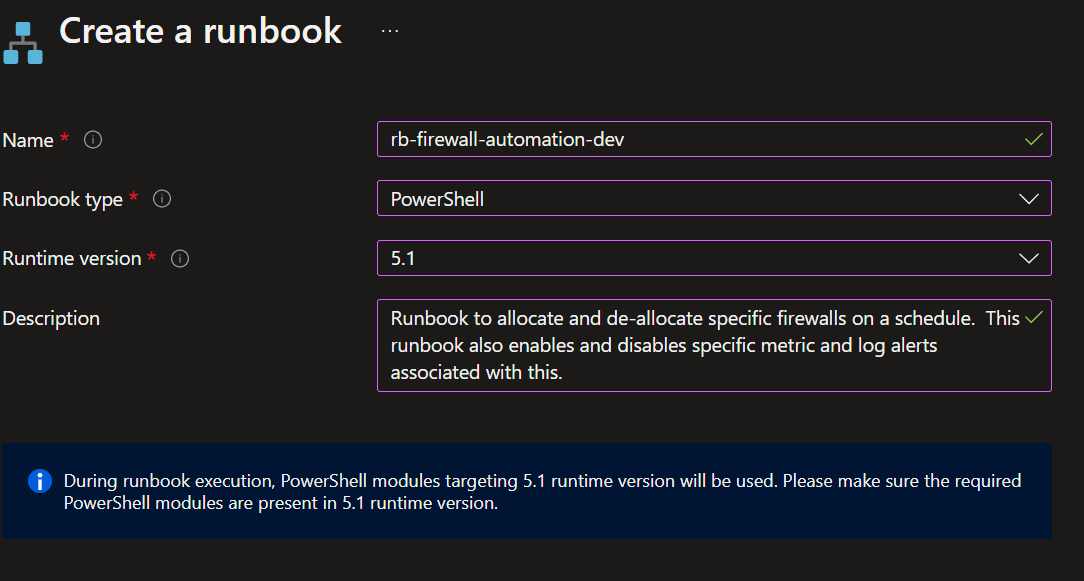 Create a runbook ...
Name *
rb-firewall-automation-dev
Runbook type *
PowerShell
Runtime version *
5.1
Description
Runbook to allocate and de-allocate specific firewalls on a schedule.  This
runbook also enables and disables specific metric and log alerts
associated with this.
During runbook execution, PowerShell modules targeting 5.1 runtime version will be used. Please make sure the required
PowerShell modules are present in 5.1 runtime version.